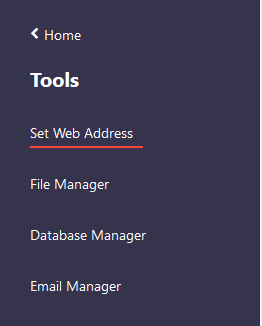 Home
Tools
Set Web Address
File Manager
Database Manager
Email Manager